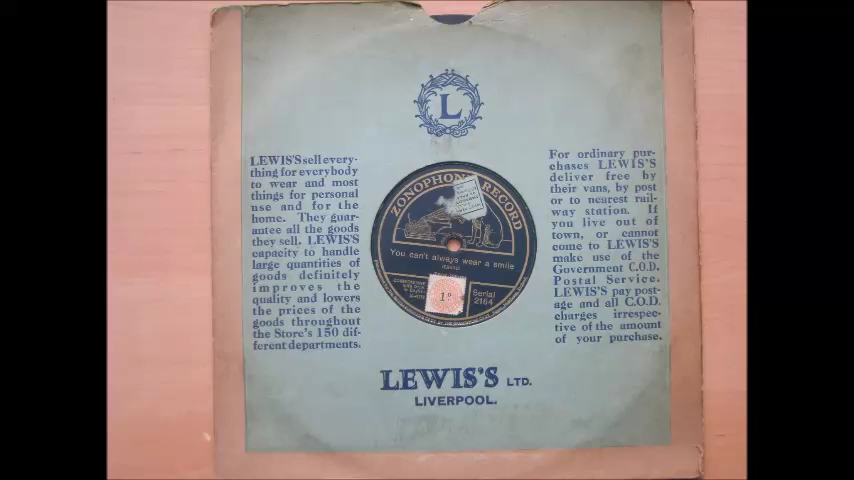 L
LEWIS'S sell every-
thing for everybody
to wear and most
things for personal
use and for the
home. They guar-
antee all the goods
they sell. LEWIS'S
capacity to handle
large quantities of
goods definitely
improves the
quality and lowers
the prices of the
goods throughout
the Store's 150 dif-
ferent departments.
ZONOPHONE RECORD
You can't always wear a smile
1D
Serial
2164
For ordinary pur-
chases LEWIS'S
deliver free by
their vans, by post
or to nearest rail-
way station. If
you live out of
town, or cannot
come to LEWIS'S
make use of the
Government C.O.D.
Postal Service.
LEWIS'S pay post-
age and all C.O.D.
charges irrespec-
tive of the amount
of your purchase.
LEWIS'S LTD.
LIVERPOOL.